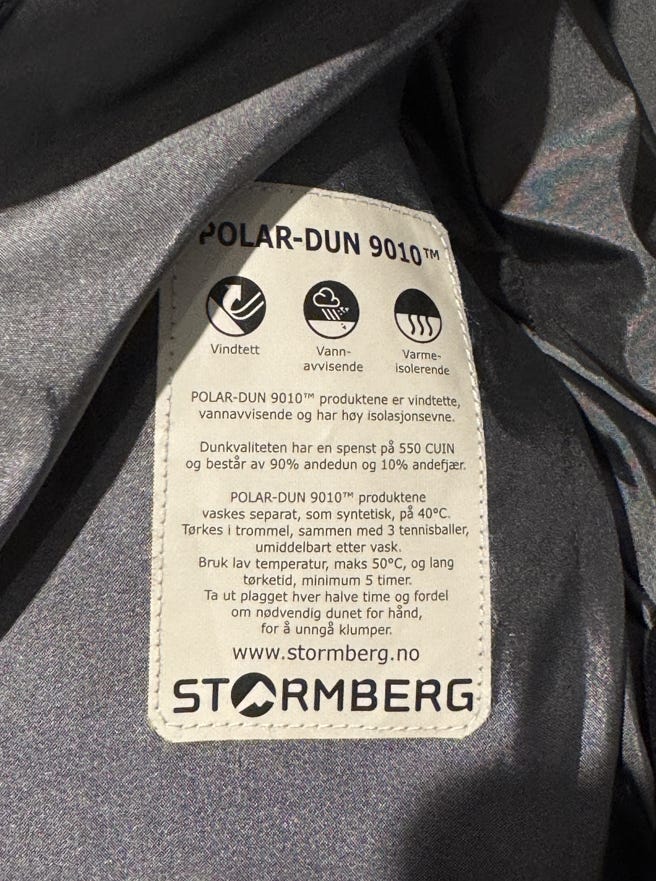 POLAR-DUN 9010™
Vindtett
Vann-
avvisende
Varme-
isolerende
POLAR-DUN 9010™ produktene er vindtette,
vannavvisende og har høy isolasjonsevne.
Dunkvaliteten har en spenst på 550 CUIN
og består av 90% andedun og 10% andefjær.
POLAR-DUN 9010™ produktene
vaskes separat, som syntetisk, på 40°C.
Tørkes i trommel, sammen med 3 tennisballer,
umiddelbart etter vask.
Bruk lav temperatur, maks 50°C, og lang
tørketid, minimum 5 timer.
Ta ut plagget hver halve time og fordel
om nødvendig dunet for hånd,
for å unngå klumper.
www.stormberg.no
STORMBERG